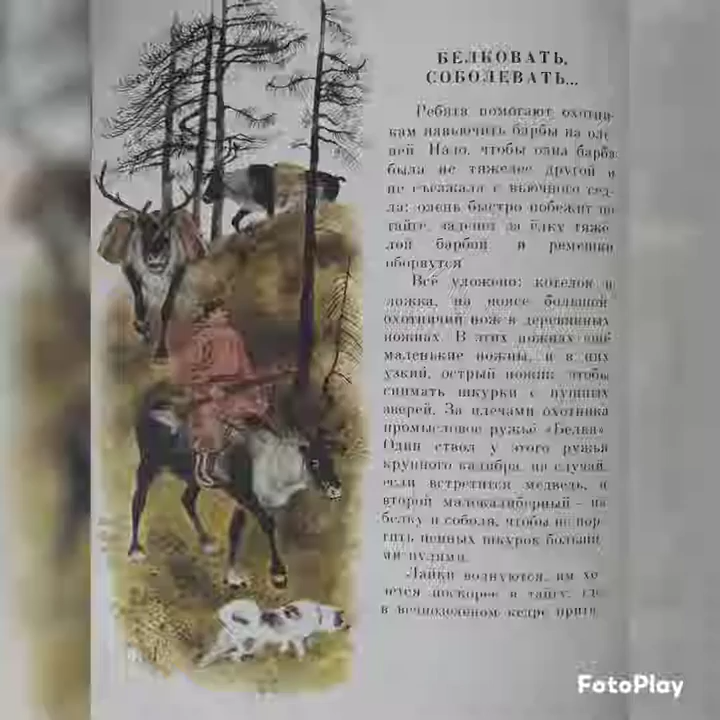 БЕЛКОВАТЬ,
СОБОЛЕВАТЬ...
Ребята помогают охотни-
кам навьючить барбы на оле-
ней. Надо, чтобы одна барба
была не тяжелее другой и
не съезжала с вьючного сед-
ла: олень быстро побежит по
тайге, заденет за ёлку тяже-
лой барбой и ремешки
оборвутся
Всё уложено: котелок и
ложка, на поясе большой
охотничий нож в деревянных
ножнах. В этих ножнах ещё
маленькие ножны, и в них
узкий, острый ножик, чтобы
снимать шкурки с пушных
зверей. За плечами охотника
промысловое ружьё «Белка».
Один ствол у этого ружья
крупного калибра, на случай,
если встретится медведь, а
второй малокалиберный – на
белку и соболя, чтобы не пор-
тить ценных шкурок больши-
ми пулями.
Лайки волнуются, им хо-
чется поскорее в тайгу, где
в вечнозеленом кедре
FotoPlay